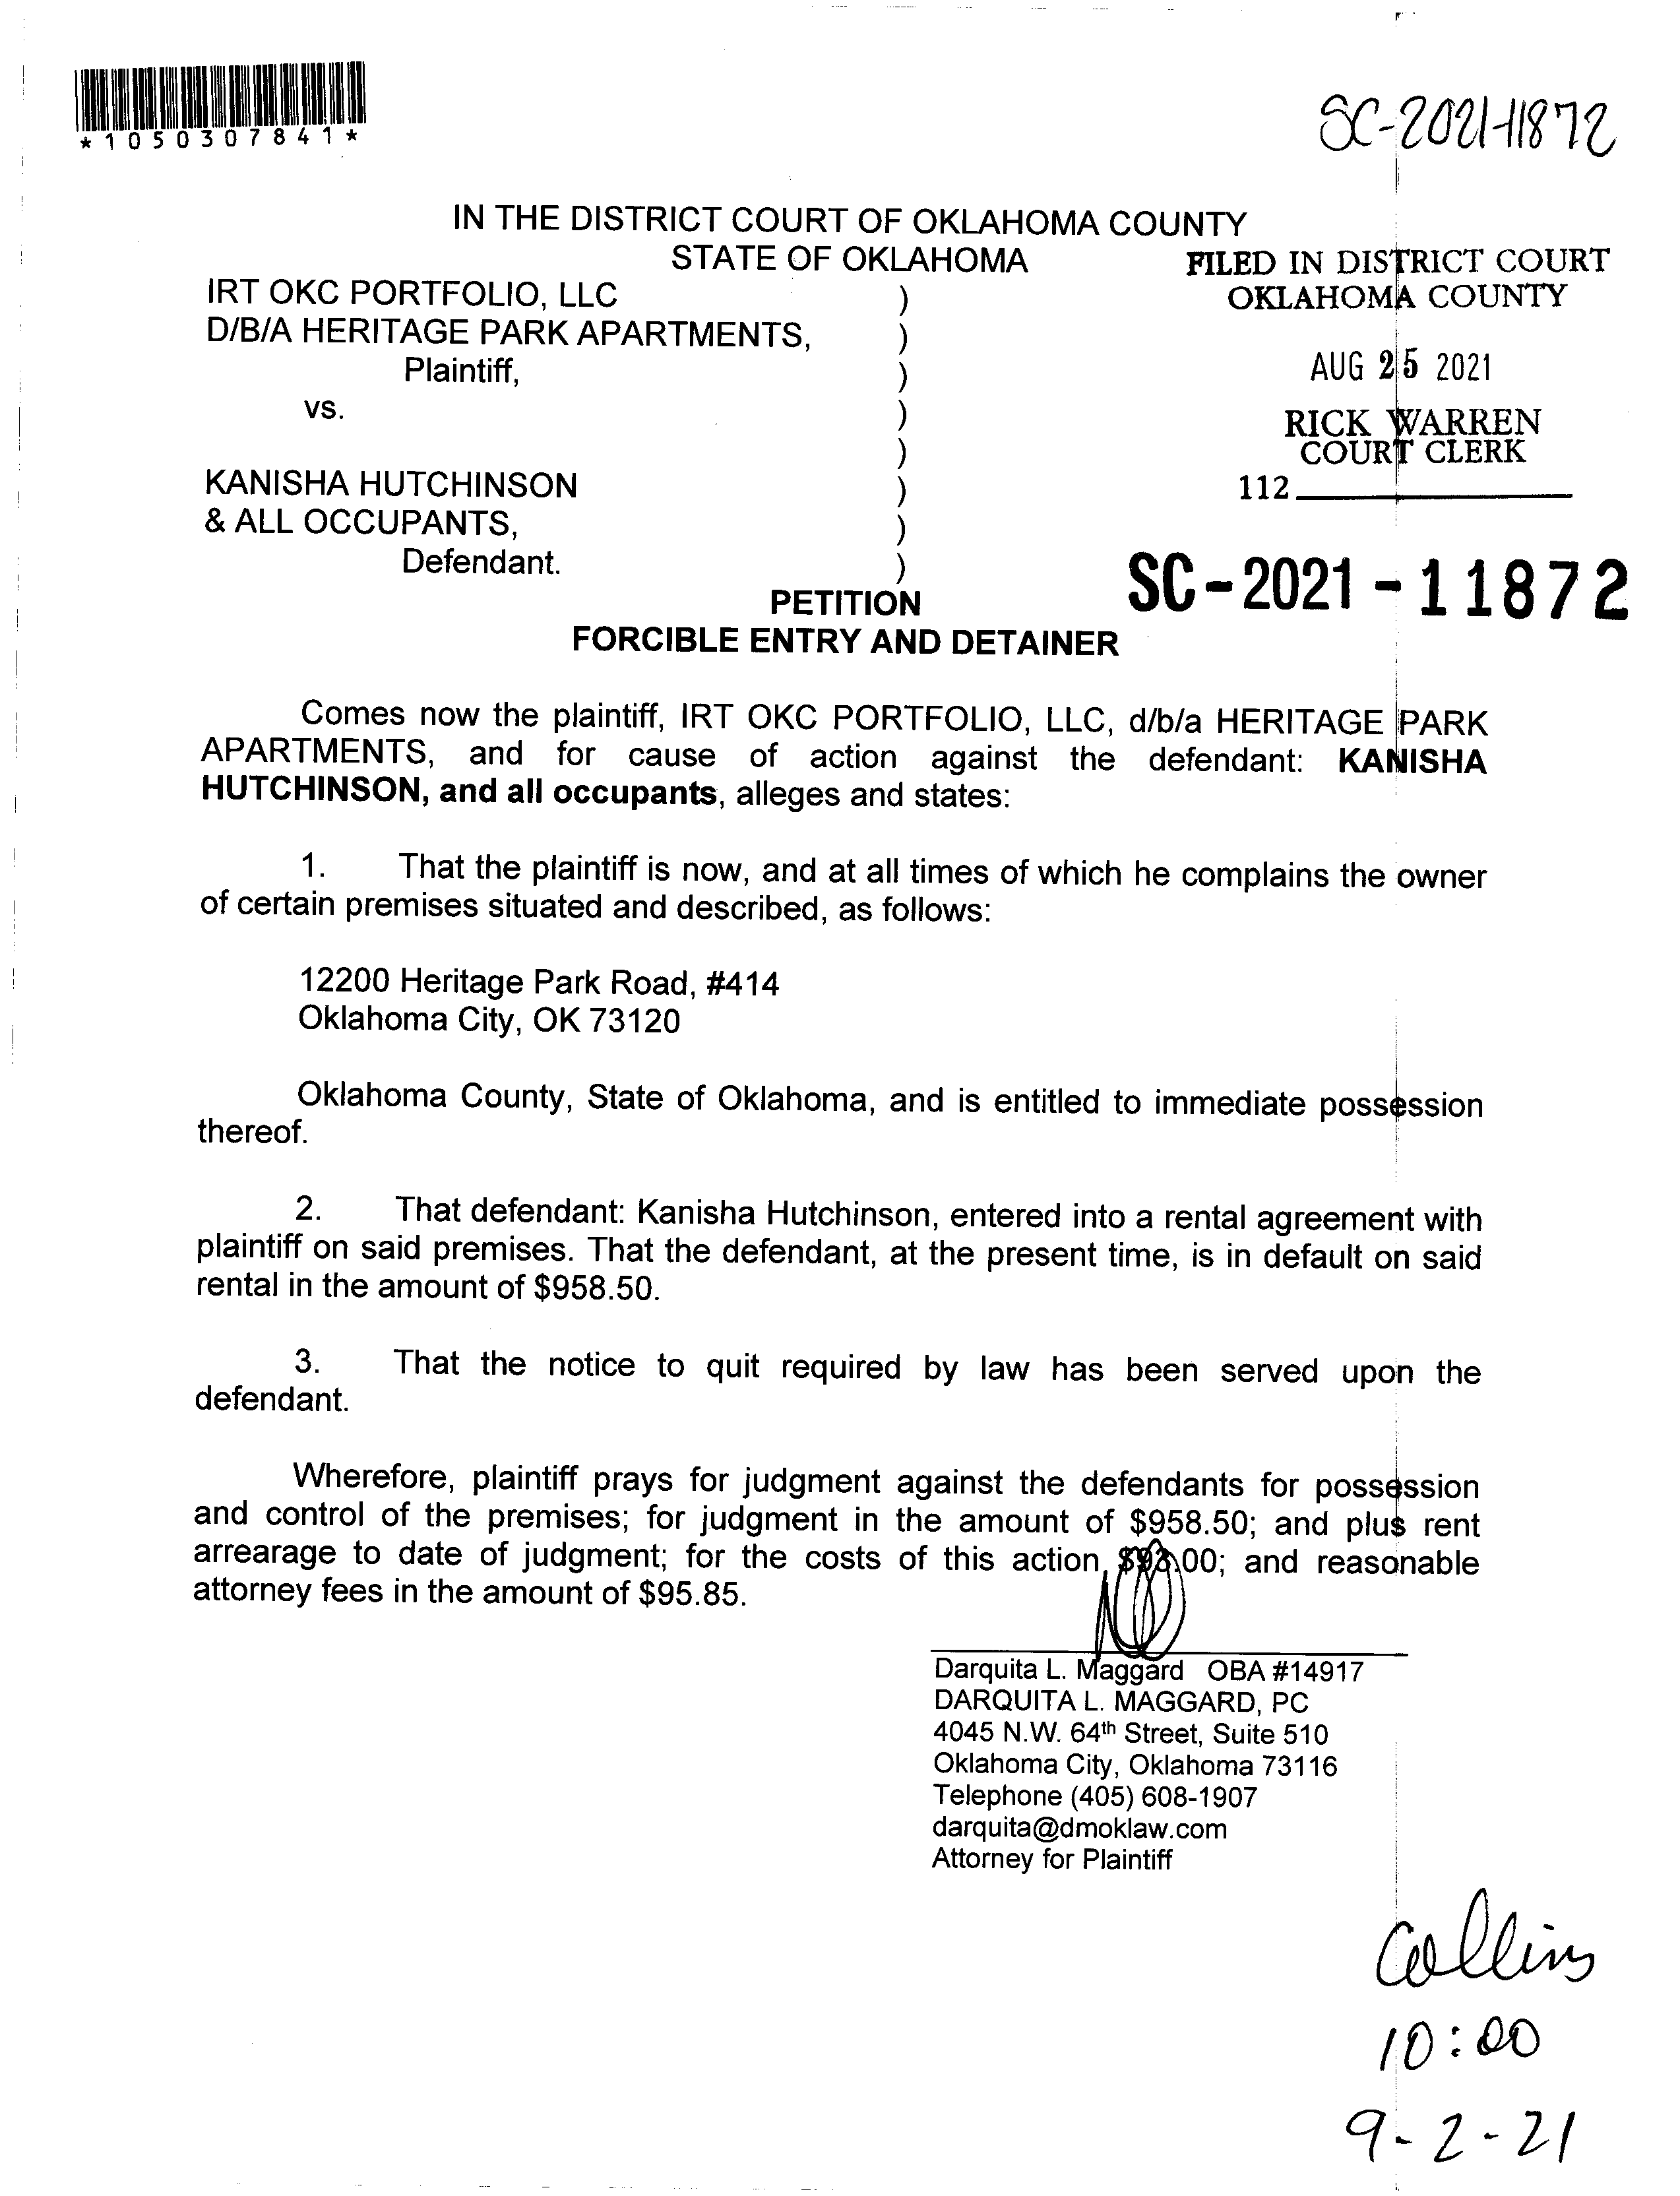 *1050307841*
SC-2021-11872
IN THE DISTRICT COURT OF OKLAHOMA COUNTY
STATE OF OKLAHOMA
FILED IN DISTRICT COURT
OKLAHOMA COUNTY
AUG 25 2021
RICK WARREN
COURT CLERK
112
IRT OKC PORTFOLIO, LLC )
D/B/A HERITAGE PARK APARTMENTS, )
Plaintiff, )
vs. )
)
KANISHA HUTCHINSON )
& ALL OCCUPANTS, )
Defendant. )
SC-2021-11872
PETITION
FORCIBLE ENTRY AND DETAINER
Comes now the plaintiff, IRT OKC PORTFOLIO, LLC, d/b/a HERITAGE PARK
APARTMENTS, and for cause of action against the defendant: KANISHA
HUTCHINSON, and all occupants, alleges and states:
1. That the plaintiff is now, and at all times of which he complains the owner
of certain premises situated and described, as follows:
12200 Heritage Park Road, #414
Oklahoma City, OK 73120
Oklahoma County, State of Oklahoma, and is entitled to immediate possession
thereof.
2. That defendant: Kanisha Hutchinson, entered into a rental agreement with
plaintiff on said premises. That the defendant, at the present time, is in default on said
rental in the amount of $958.50.
3. That the notice to quit required by law has been served upon the
defendant.
Wherefore, plaintiff prays for judgment against the defendants for possession
and control of the premises; for judgment in the amount of $958.50; and plus rent
arrearage to date of judgment; for the costs of this action, and reasonable
attorney fees in the amount of $95.85.
Darquita L. Maggard OBA #14917
DARQUITA L. MAGGARD, PC
4045 N.W. 64th Street, Suite 510
Oklahoma City, Oklahoma 73116
Telephone (405) 608-1907
darquita@dmoklaw.com
Attorney for Plaintiff
Collins
10:00
9-2-21